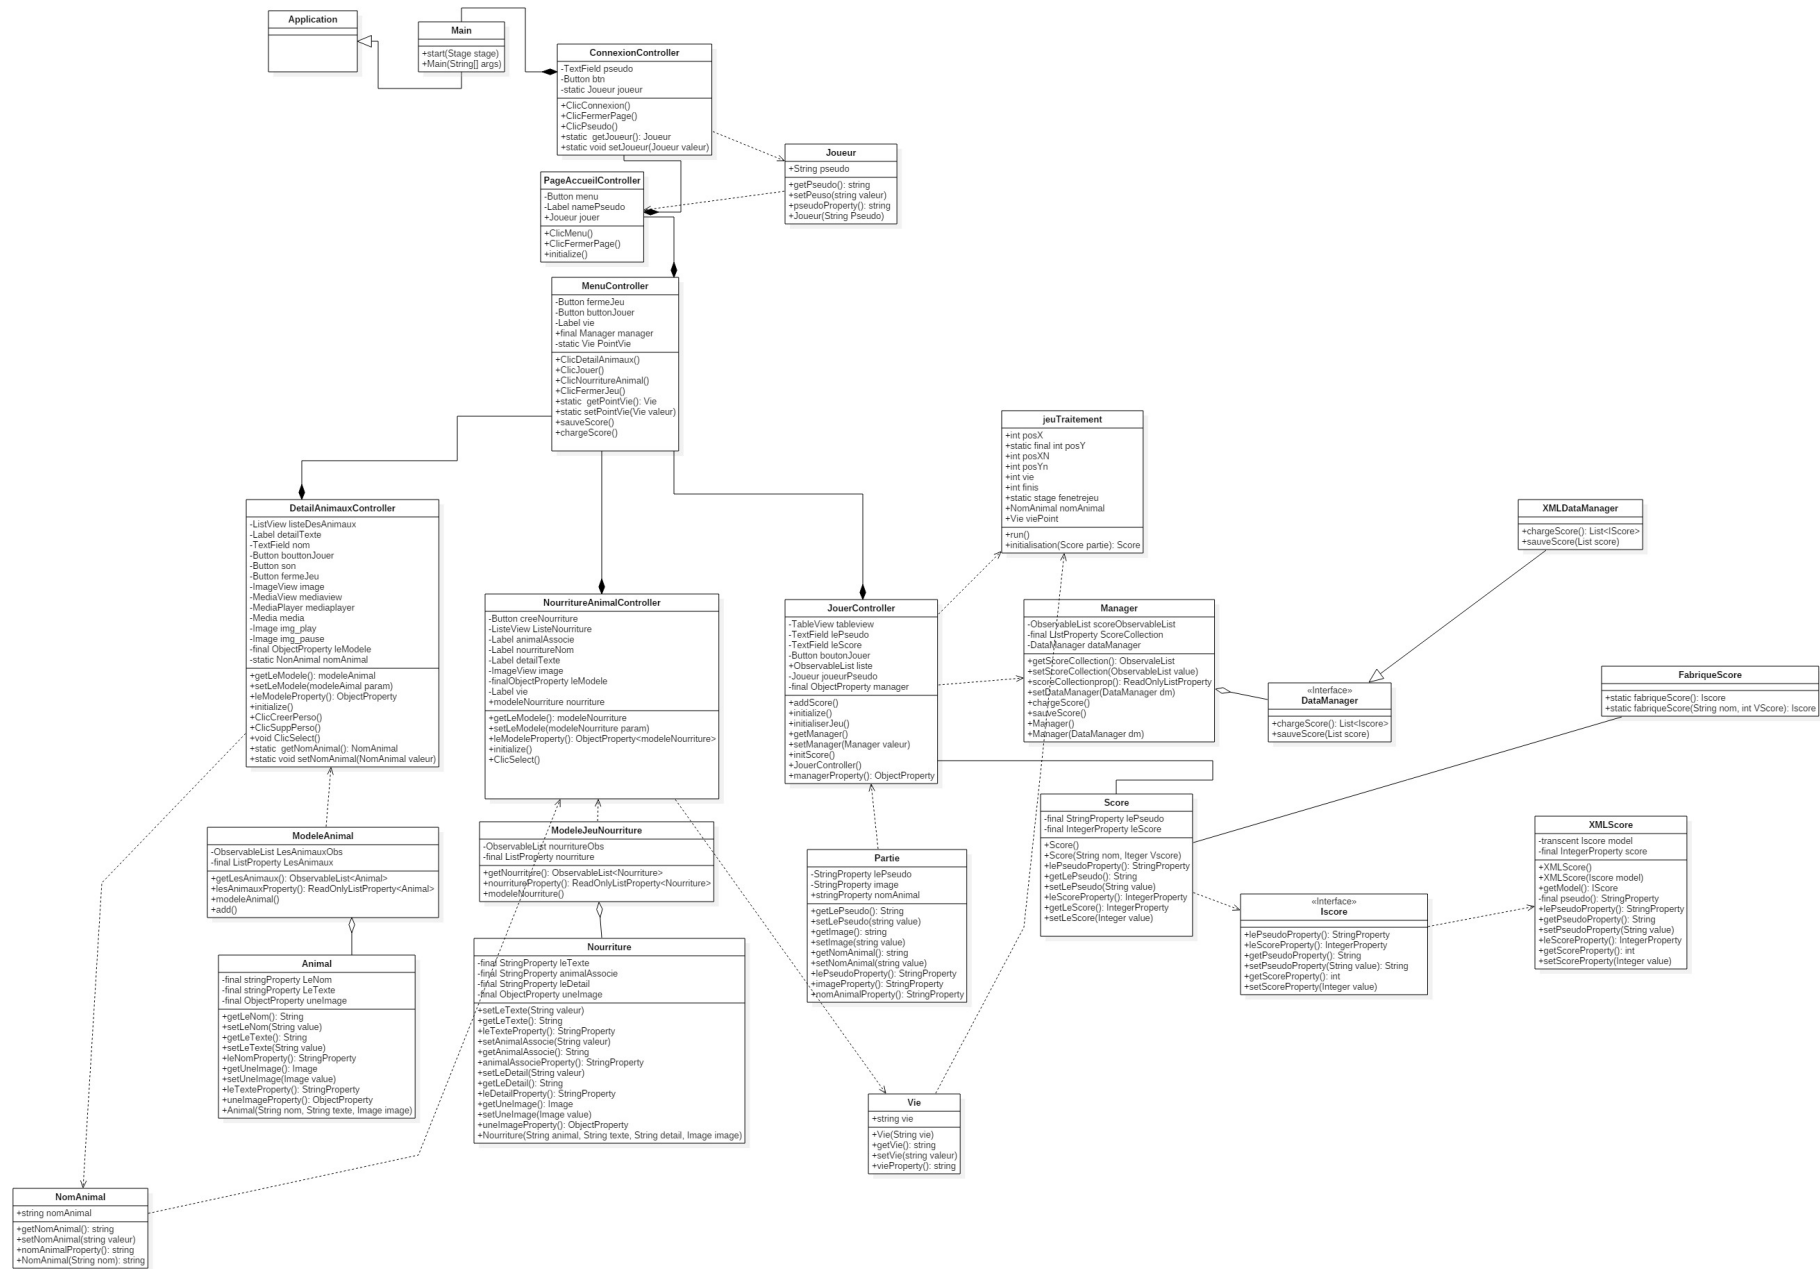 Application
Main
+start(Stage stage)
+Main(String[] args)
ConnexionController
-TextField pseudo
-Button btn
-static Joueur joueur
+ClicConnexion()
+ClicFermerPage()
+ClicPseudo()
+static  getJoueur(): Joueur
+static void setJoueur(Joueur valeur)
Joueur
+String pseudo
+getPseudo(): string
+setPeuso(string valeur)
+pseudoProperty(): string
+Joueur(String Pseudo)
PageAccueilController
-Button menu
-Label namePseudo
+Joueur jouer
+ClicMenu()
+ClicFermerPage()
+initialize()
MenuController
-Button fermeJeu
-Button buttonJouer
-Label vie
+final Manager manager
-static Vie PointVie
+ClicDetailAnimaux()
+ClicJouer()
+ClicNourritureAnimal()
+ClicFermerJeu()
+static  getPointVie(): Vie
+static setPointVie(Vie valeur)
+sauveScore()
+chargeScore()
jeuTraitement
+int posX
+static final int posY
+int posXN
+int posYn
+int vie
+int finis
+static stage fenetrejeu
+NomAnimal nomAnimal
+Vie viePoint
+run()
+initialisation(Score partie): Score
DetailAnimauxController
-ListView listeDesAnimaux
-Label detailTexte
-TextField nom
-Button bouttonJouer
-Button son
-Button fermeJeu
-ImageView image
-MediaView mediaview
-MediaPlayer mediaplayer
-Media media
-Image img_play
-Image img_pause
-final ObjectProperty leModele
-static NonAnimal nomAnimal
+getLeModele(): modeleAnimal
+setLeModele(modeleAimal param)
+leModeleProperty(): ObjectProperty
+initialize()
+ClicCreerPerso()
+ClicSuppPerso()
+void ClicSelect()
+static  getNomAnimal(): NomAnimal
+static void setNomAnimal(NomAnimal valeur)
XMLDataManager
+chargeScore(): List<IScore>
+sauveScore(List score)
NourritureAnimalController
-Button creeNourriture
-ListeView ListeNourriture
-Label animalAssocie
-Label nourritureNom
-Label detailTexte
-ImageView image
-finalObjectProperty leModele
-Label vie
+modeleNourriture nourriture
+getLeModele(): modeleNourriture
+setLeModele(modeleNourriture param)
+leModeleProperty(): ObjectProperty<modeleNourriture>
+initialize()
+ClicSelect()
JouerController
-TableView tableview
-TextField lePseudo
-TextField leScore
-Button boutonJouer
+ObservableList liste
-Joueur joueurPseudo
-final ObjectProperty manager
+addScore()
+initialize()
+initialiserJeu()
+getManager()
+setManager(Manager valeur)
+initScore()
+JouerController()
+managerProperty(): ObjectProperty
Manager
-ObservableList scoreObservableList
-final ListProperty ScoreCollection
-DataManager dataManager
+getScoreCollection(): ObservaleList
+setScoreCollection(ObservableList value)
+scoreCollectionprop(): ReadOnlyListProperty
+setDataManager(DataManager dm)
+chargeScore()
+sauveScore()
+Manager()
+Manager(DataManager dm)
«Interface»
DataManager
+chargeScore(): List<Iscore>
+sauveScore(List score)
FabriqueScore
+static fabriqueScore(): Iscore
+static fabriqueScore(String nom, int VScore): Iscore
Score
-final StringProperty lePseudo
-final IntegerProperty leScore
+Score()
+Score(String nom, Iteger Vscore)
+lePseudoProperty(): StringProperty
+getLePseudo(): String
+setLePseudo(String value)
+leScoreProperty(): IntegerProperty
+getLeScore(): IntegerProperty
+setLeScore(Integer value)
XMLScore
-transcent Iscore model
-final IntegerProperty score
+XMLScore()
+XMLScore(Iscore model)
+getModel(): IScore
-final pseudo(): StringProperty
+lePseudoProperty(): StringProperty
+getPseudoProperty(): String
+setPseudoProperty(String value)
+leScoreProperty(): IntegerProperty
+getScoreProperty(): int
+setScoreProperty(Integer value)
ModeleAnimal
-ObservableList LesAnimauxObs
-final ListProperty LesAnimaux
+getLesAnimaux(): ObservableList<Animal>
+lesAnimauxProperty(): ReadOnlyListProperty<Animal>
+modeleAnimal()
+add()
ModeleJeuNourriture
-ObservableList nourritureObs
-final ListProperty nourriture
+getNourritire(): ObservableList<Nourriture>
+nourritureProperty(): ReadOnlyListProperty<Nourriture>
+modeleNourriture()
Partie
-StringProperty lePseudo
-StringProperty image
+stringProperty nomAnimal
+getLePseudo(): String
+setLePseudo(string value)
+getImage(): string
+setImage(string value)
+getNomAnimal(): string
+setNomAnimal(string value)
+lePseudoProperty(): StringProperty
+imageProperty(): StringProperty
+nomAnimalProperty(): StringProperty
«Interface»
Iscore
+lePseudoProperty(): StringProperty
+leScoreProperty(): IntegerProperty
+getPseudoProperty(): String
+setPseudoProperty(String value): String
+getScoreProperty(): int
+setScoreProperty(Integer value)
Animal
-final stringProperty LeNom
-final stringProperty LeTexte
-final ObjectProperty uneImage
+getLeNom(): String
+setLeNom(String value)
+getLeTexte(): String
+setLeTexte(String value)
+leNomProperty(): StringProperty
+getUneImage(): Image
+setUneImage(Image value)
+leTexteProperty(): StringProperty
+uneImageProperty(): ObjectProperty
+Animal(String nom, String texte, Image image)
Nourriture
-final StringProperty leTexte
-final StringProperty animalAssocie
-final StringProperty leDetail
-final ObjectProperty uneImage
+setLeTexte(String valeur)
+getLeTexte(): String
+leTexteProperty(): StringProperty
+setAnimalAssocie(String valeur)
+getAnimalAssocie(): String
+animalAssocieProperty(): StringProperty
+setLeDetail(String valeur)
+getLeDetail(): String
+leDetailProperty(): StringProperty
+getUneImage(): Image
+setUneImage(Image value)
+uneImageProperty(): ObjectProperty
+Nourriture(String animal, String texte, String detail, Image image)
Vie
+string vie
+Vie(String vie)
+getVie(): string
+setVie(string valeur)
+vieProperty(): string
NomAnimal
+string nomAnimal
+getNomAnimal(): string
+setNomAnimal(string valeur)
+nomAnimalProperty(): string
+NomAnimal(String nom): string